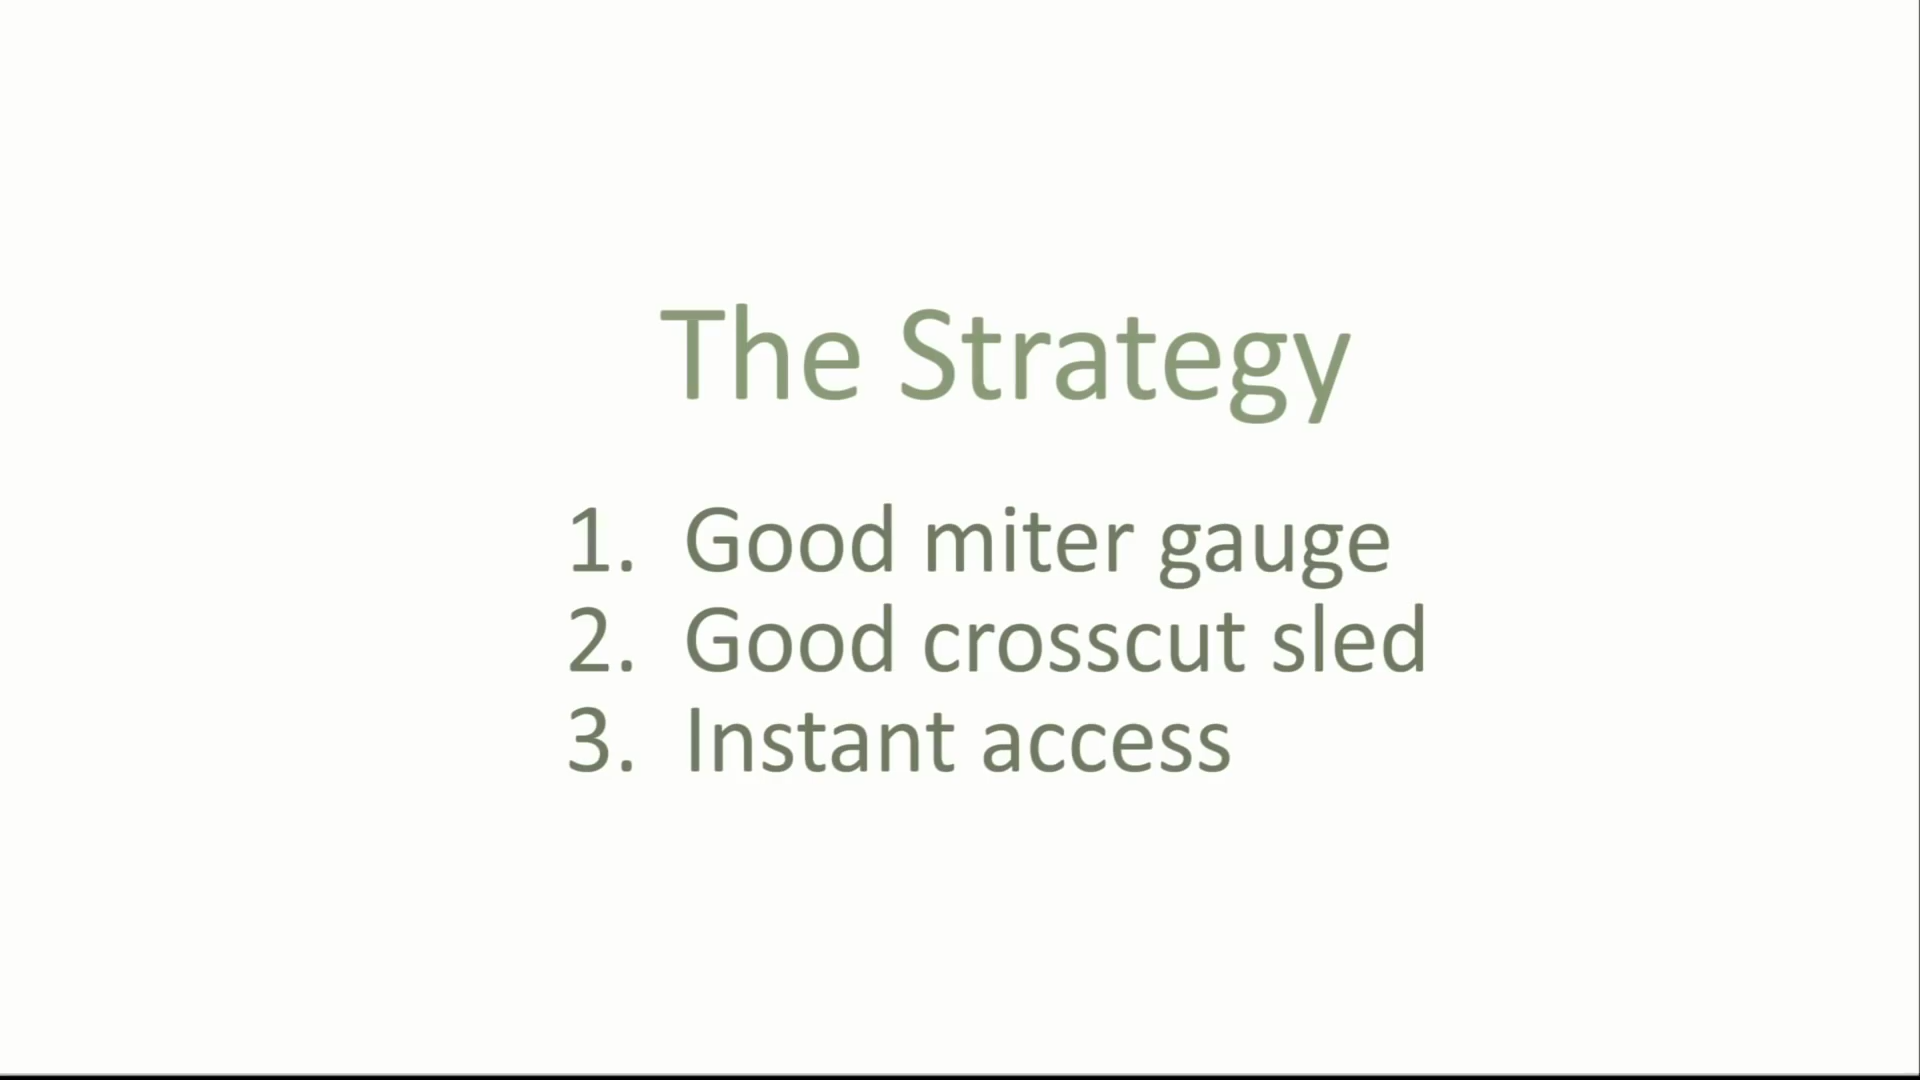 The Strategy
1. Good miter gauge
2. Good crosscut sled
3. Instant access